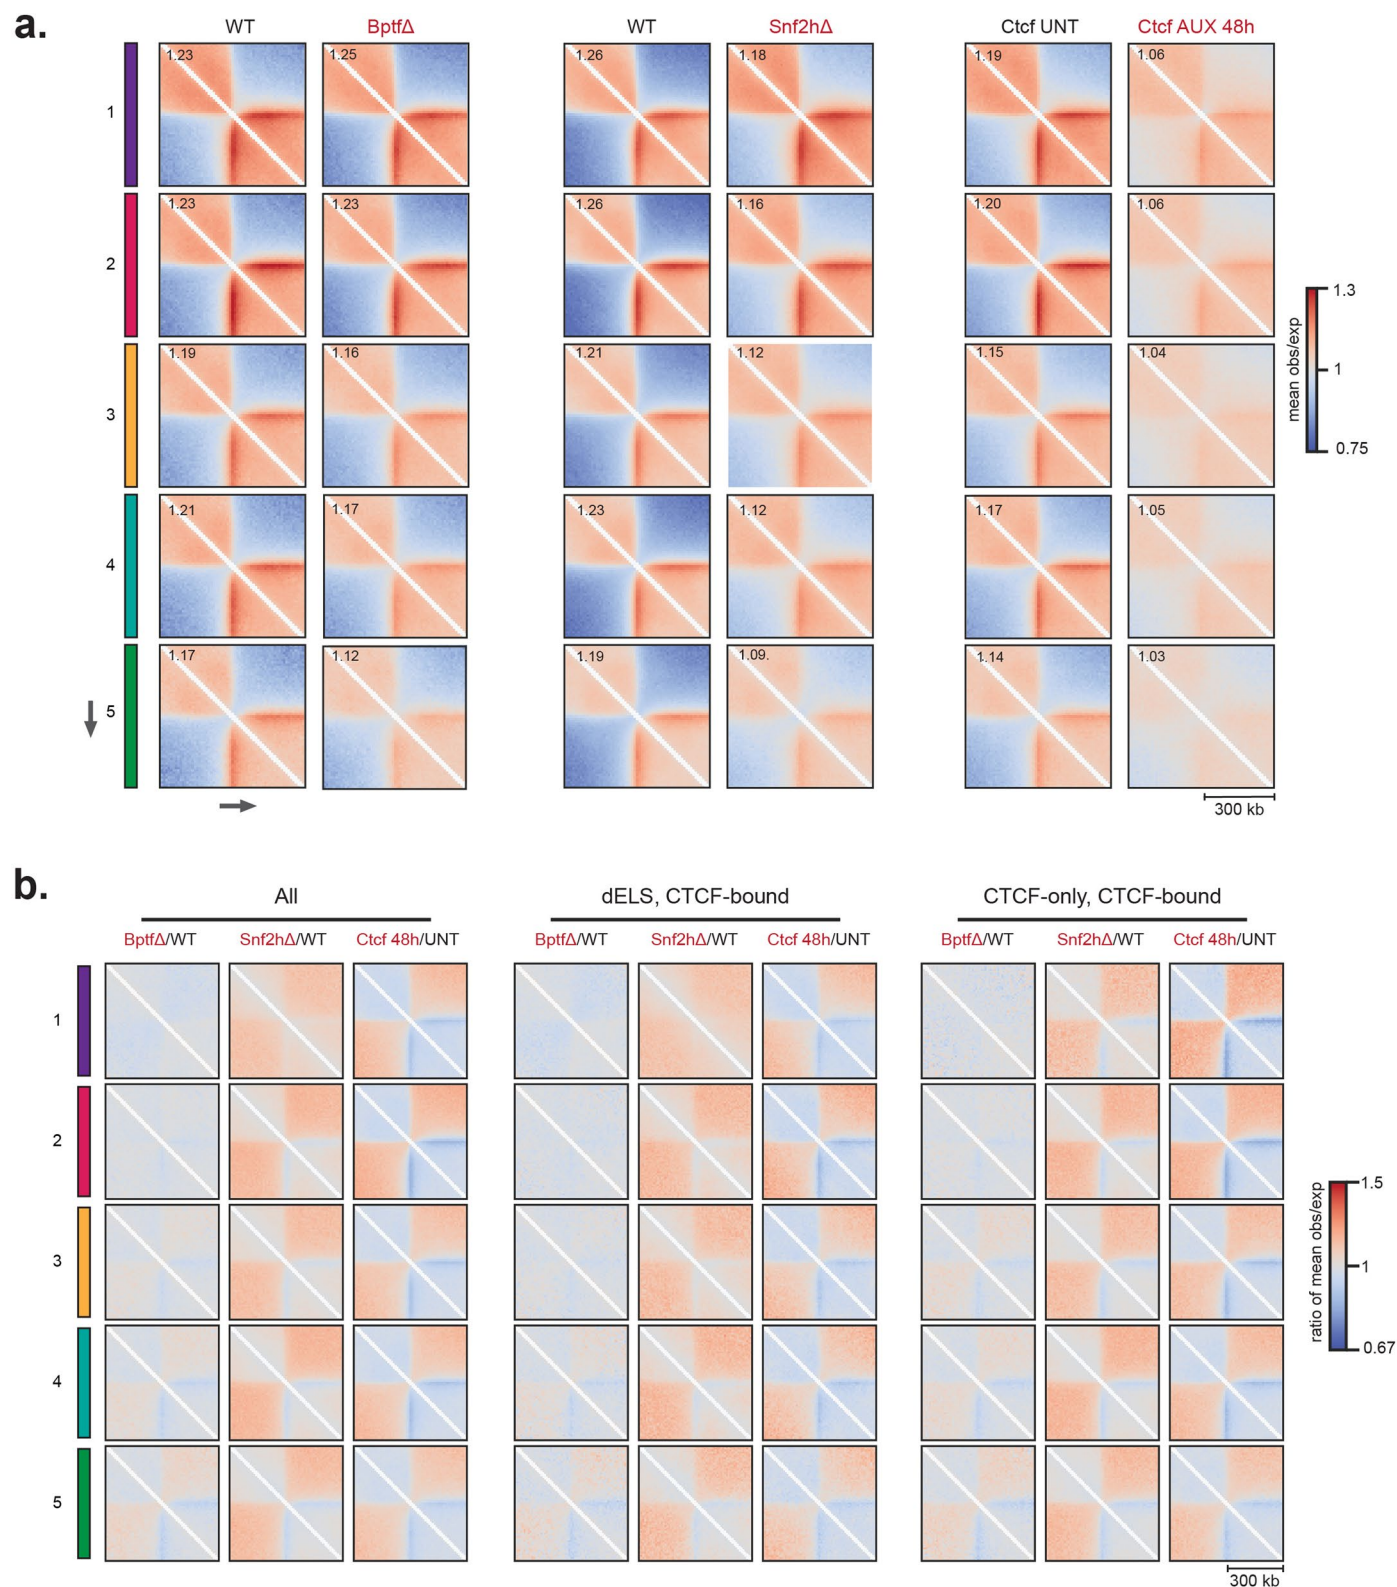 a.
WT BptfΔ WT Snf2hΔ Ctcf UNT Ctcf AUX 48h
1 1.23 1.25 1.26 1.18 1.19 1.06
2 1.23 1.23 1.26 1.16 1.20 1.06
3 1.19 1.16 1.21 1.12 1.15 1.04
4 1.21 1.17 1.23 1.12 1.17 1.05
5 1.17 1.12 1.19 1.09. 1.14 1.03
300 kb
mean obs/exp
1.3
1
0.75
b.
All dELS, CTCF-bound CTCF-only, CTCF-bound
BptfΔ/WT Snf2hΔ/WT Ctcf 48h/UNT BptfΔ/WT Snf2hΔ/WT Ctcf 48h/UNT BptfΔ/WT Snf2hΔ/WT Ctcf 48h/UNT
1
2
3
4
5
ratio of mean obs/exp
1.5
1
0.67
300 kb